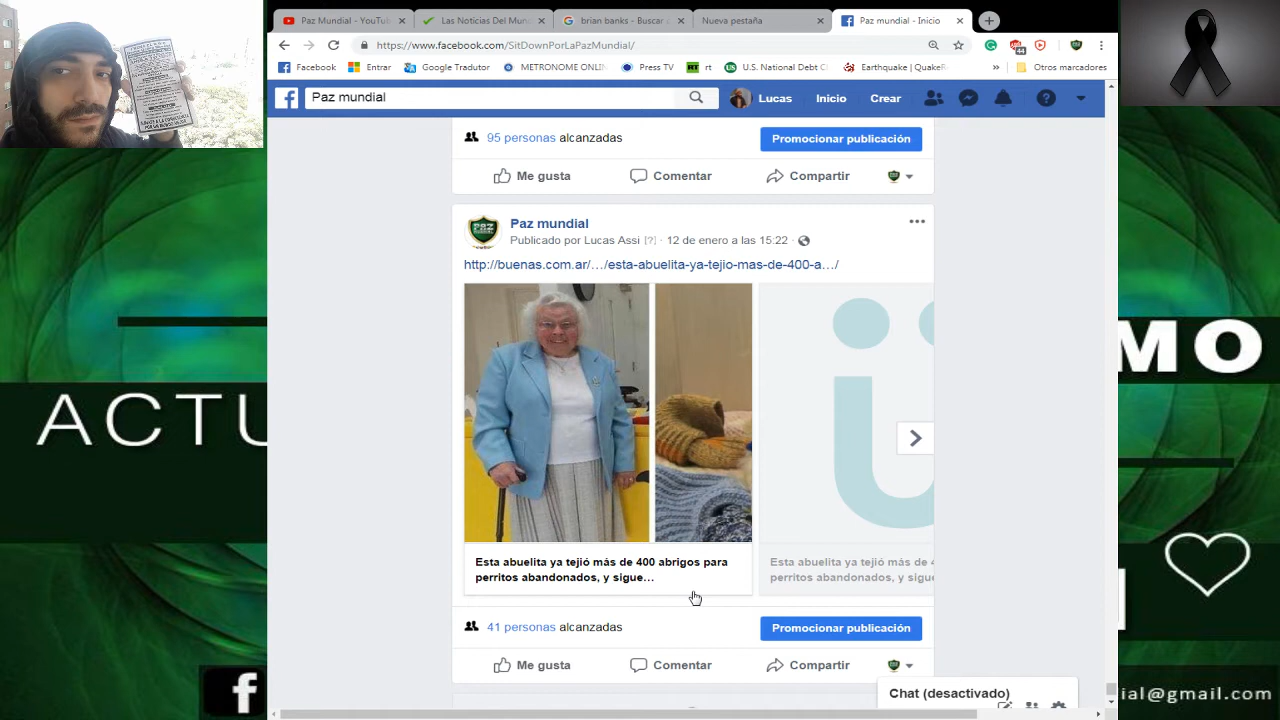 Paz Mundial - YouTu
Las Noticias Del Mun
brian banks - Buscar
Nueva pestaña
Paz mundial - Inicio
https://www.facebook.com/SitDownPorLaPazMundial/
Facebook
Entrar
Google Tradutor
METRONOME ONLIN
Press TV
rt
U.S. National Debt C
Earthquake | QuakeR
»
Otros marcadores
Paz mundial
Lucas
Inicio
Crear
95 personas alcanzadas
Promocionar publicación
Me gusta
Comentar
Compartir
Paz mundial
Publicado por Lucas Assi [?] · 12 de enero a las 15:22 ·
http://buenas.com.ar/…/esta-abuelita-ya-tejio-mas-de-400-a…/
MO
ACTU
Esta abuelita ya tejió más de 400 abrigos para
perritos abandonados, y sigue…
Esta abuelita ya tejió más de 4
perritos abandonados, y sigue
41 personas alcanzadas
Promocionar publicación
Me gusta
Comentar
Compartir
Chat (desactivado)
ial@gmail.com